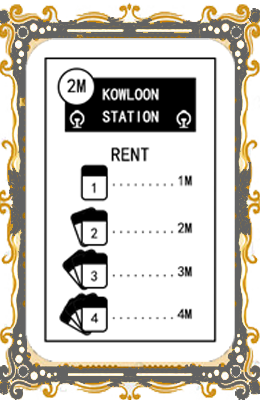 2M
KOWLOON
STATION
RENT
1 ......... 1M
2 ......... 2M
3 ......... 3M
4 ......... 4M